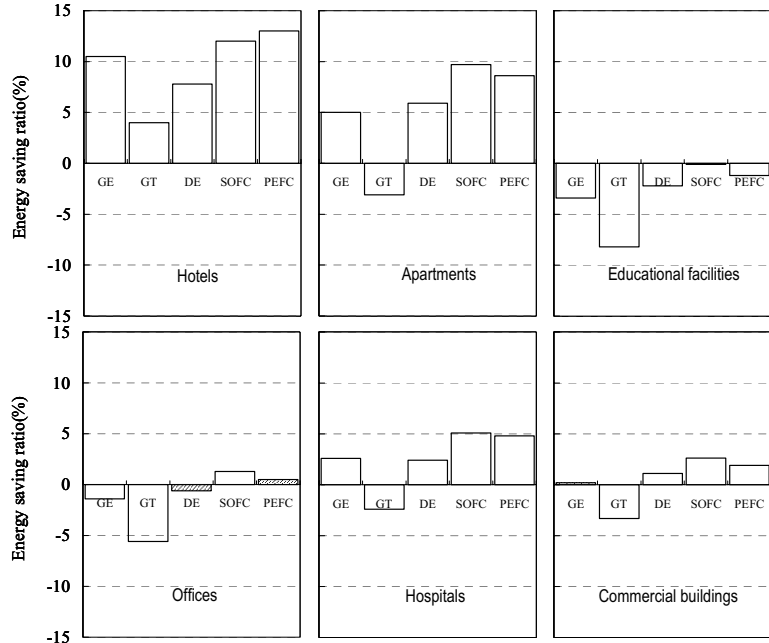 Energy saving ratio(%)
15
10
5
0
-5
-10
-15
GE GT DE SOFC PEFC
Hotels
GE GT DE SOFC PEFC
Apartments
GE GT DE SOFC PEFC
Educational facilities
Energy saving ratio(%)
15
10
5
0
-5
-10
-15
GE GT DE SOFC PEFC
Offices
GE GT DE SOFC PEFC
Hospitals
GE GT DE SOFC PEFC
Commercial buildings